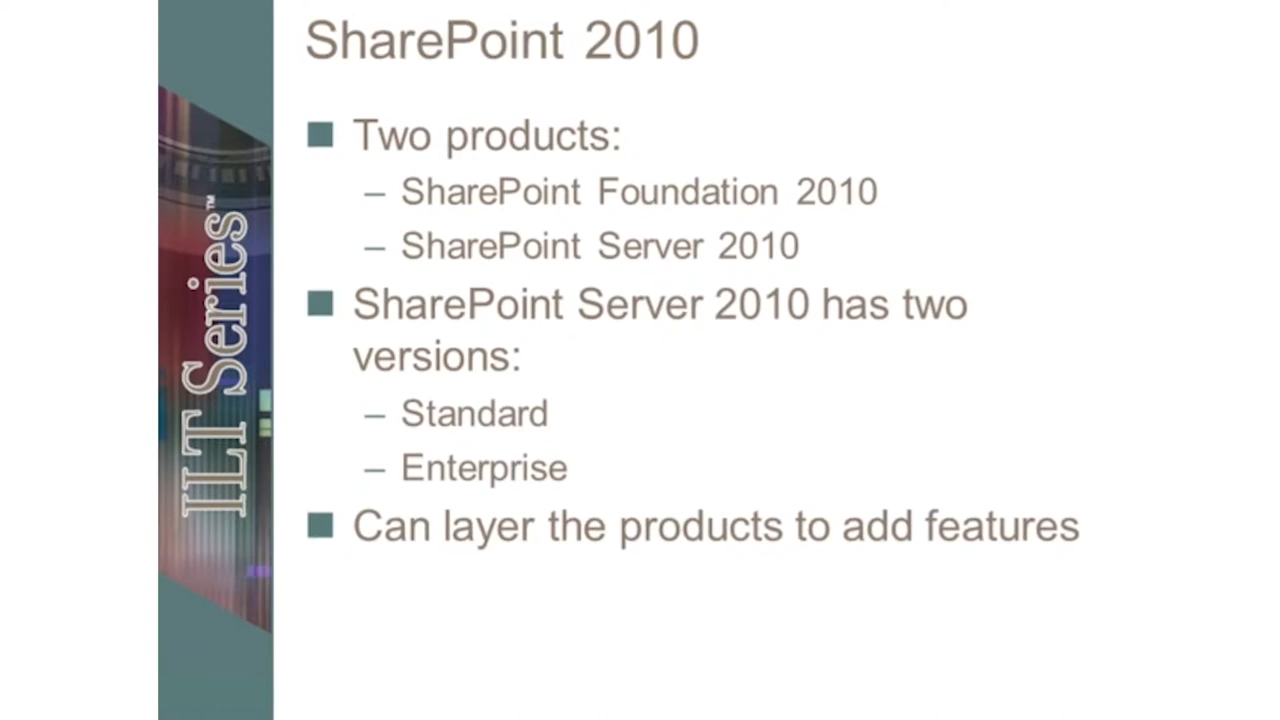 SharePoint 2010
■ Two products:
– SharePoint Foundation 2010
– SharePoint Server 2010
■ SharePoint Server 2010 has two
versions:
– Standard
– Enterprise
■ Can layer the products to add features
ILT Series™